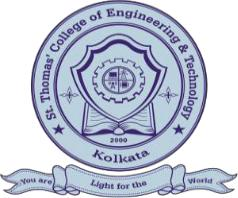 St. Thomas' College of Engineering & Technology
2000
Kolkata
You are Light for the World